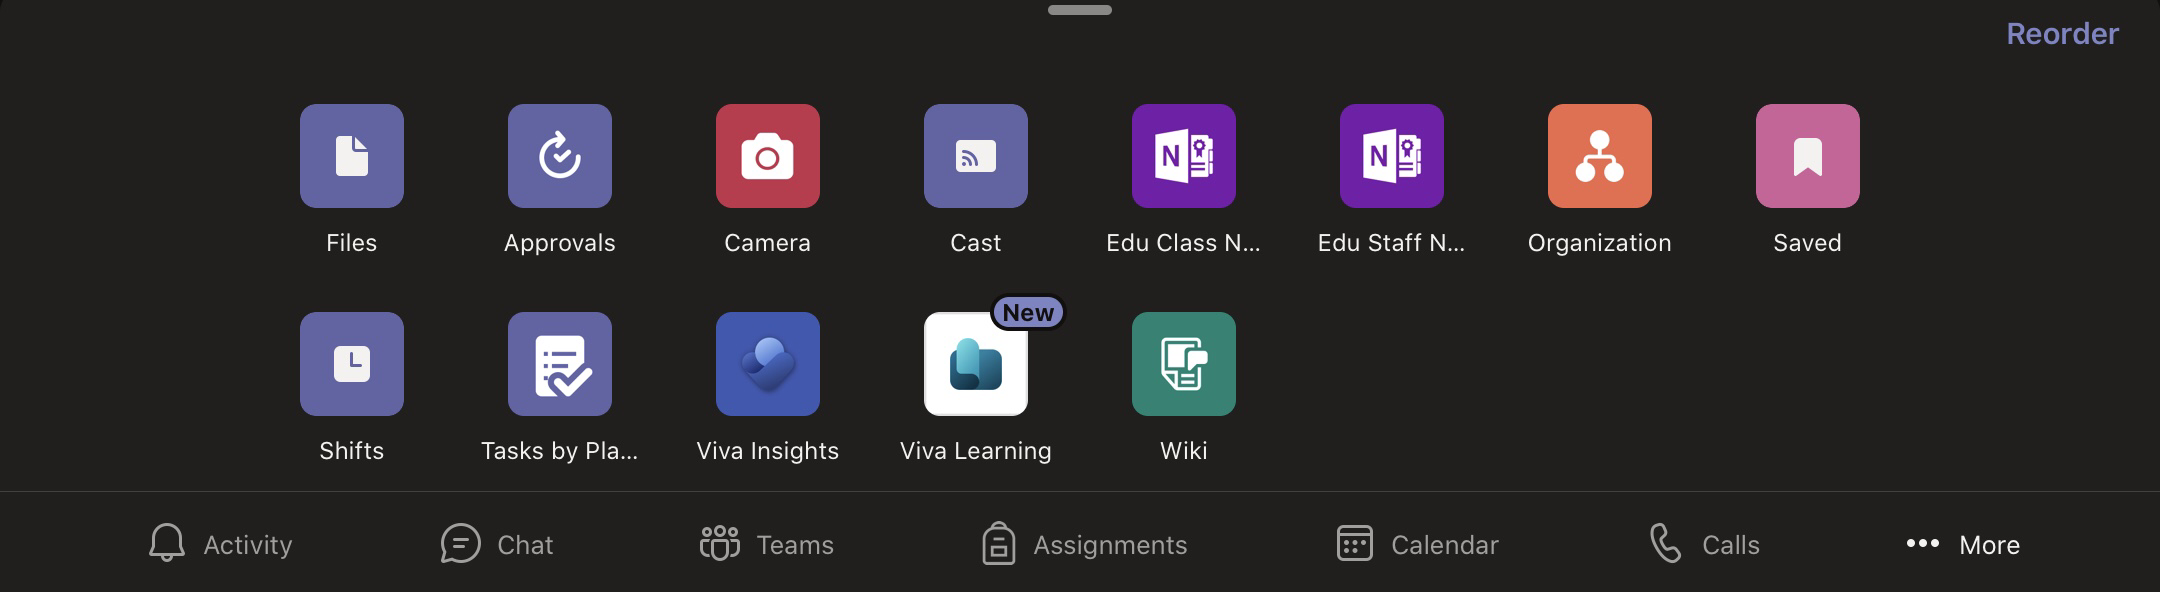 Reorder
Files
Approvals
Camera
Cast
Edu Class N...
Edu Staff N...
Organization
Saved
New
Shifts
Tasks by Pla...
Viva Insights
Viva Learning
Wiki
Activity
Chat
Teams
Assignments
Calendar
Calls
More